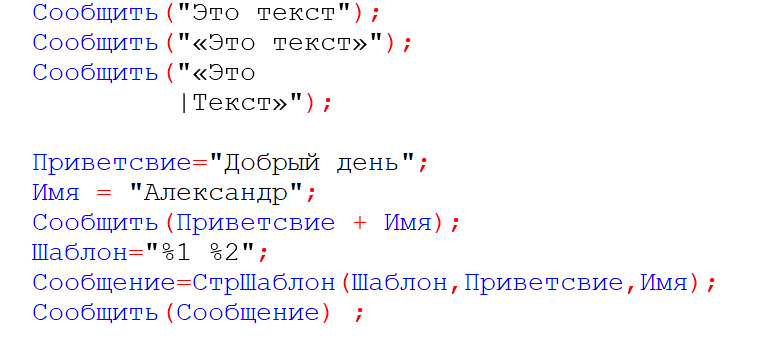 Сообщить("Это текст");
Сообщить("«Это текст»");
Сообщить("«Это
|Текст»");
Приветсвие="Добрый день";
Имя = "Александр";
Сообщить(Приветсвие + Имя);
Шаблон="%1 %2";
Сообщение=СтрШаблон(Шаблон,Приветсвие,Имя);
Сообщить(Сообщение) ;